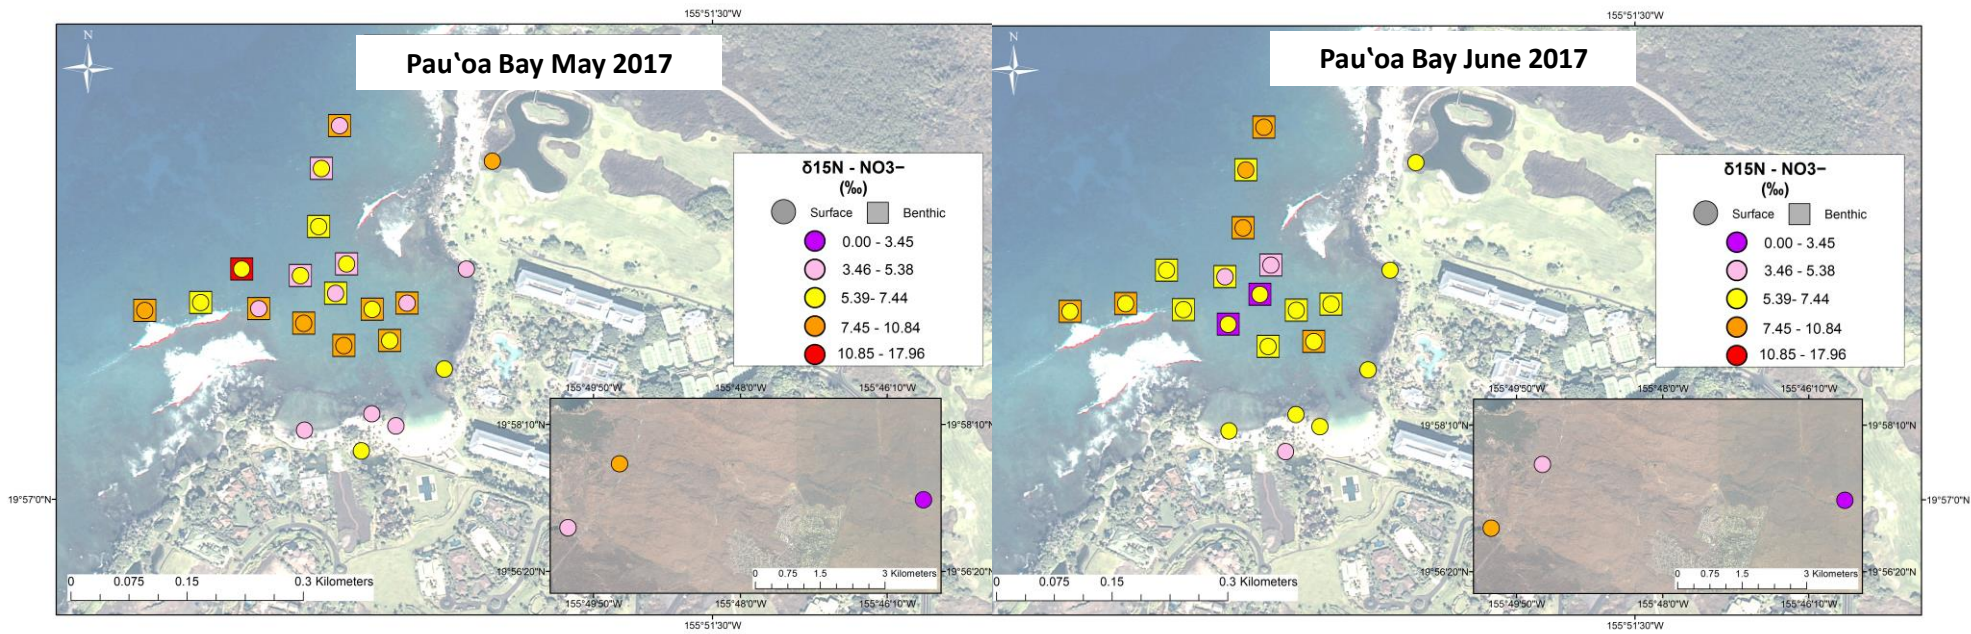 155°51'30"W
N
Pauʻoa Bay May 2017
δ15N - NO3−
(‰)
Surface Benthic
0.00 - 3.45
3.46 - 5.38
5.39- 7.44
7.45 - 10.84
10.85 - 17.96
155°49'50"W 155°48'0"W 155°46'10"W
19°58'10"N
19°57'0"N
0 0.075 0.15 0.3 Kilometers
0 0.75 1.5 3 Kilometers
19°56'20"N
155°49'50"W 155°48'0"W 155°46'10"W
155°51'30"W
155°51'30"W
N
Pauʻoa Bay June 2017
δ15N - NO3−
(‰)
Surface Benthic
0.00 - 3.45
3.46 - 5.38
5.39- 7.44
7.45 - 10.84
10.85 - 17.96
155°49'50"W 155°48'0"W 155°46'10"W
19°58'10"N 19°58'10"N
19°57'0"N
0 0.075 0.15 0.3 Kilometers
0 0.75 1.5 3 Kilometers
19°56'20"N 19°56'20"N
155°49'50"W 155°48'0"W 155°46'10"W
155°51'30"W